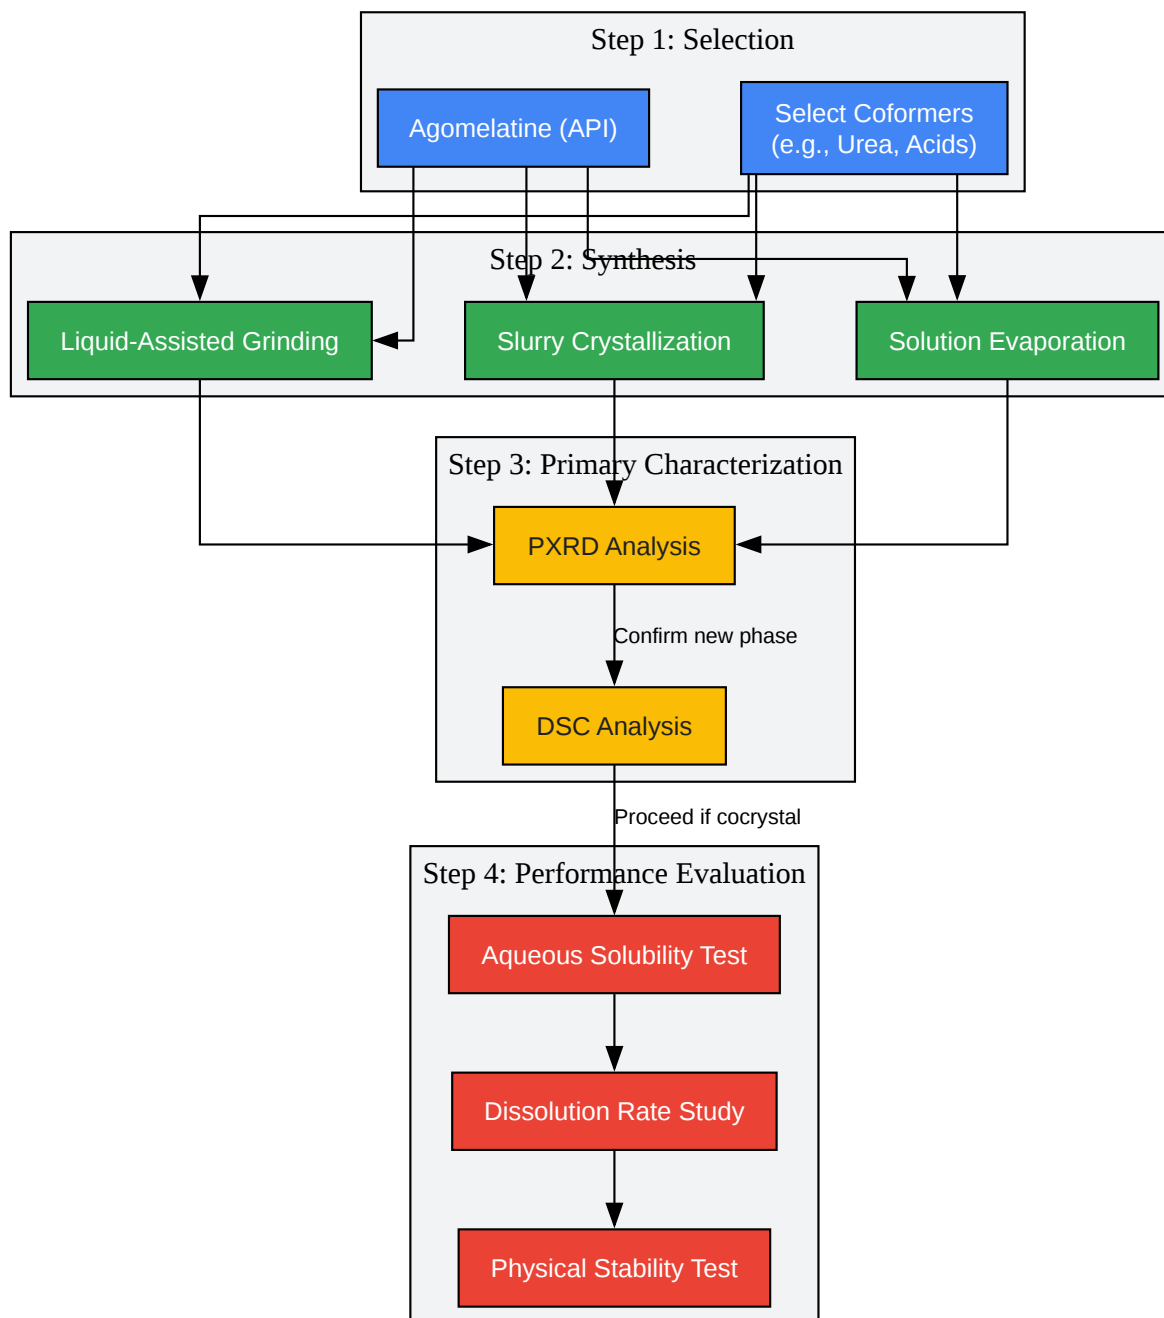 Step 1: Selection
Agomelatine (API)
Select Coformers
(e.g., Urea, Acids)
Step 2: Synthesis
Liquid-Assisted Grinding
Slurry Crystallization
Solution Evaporation
Step 3: Primary Characterization
PXRD Analysis
Confirm new phase
DSC Analysis
Proceed if cocrystal
Step 4: Performance Evaluation
Aqueous Solubility Test
Dissolution Rate Study
Physical Stability Test